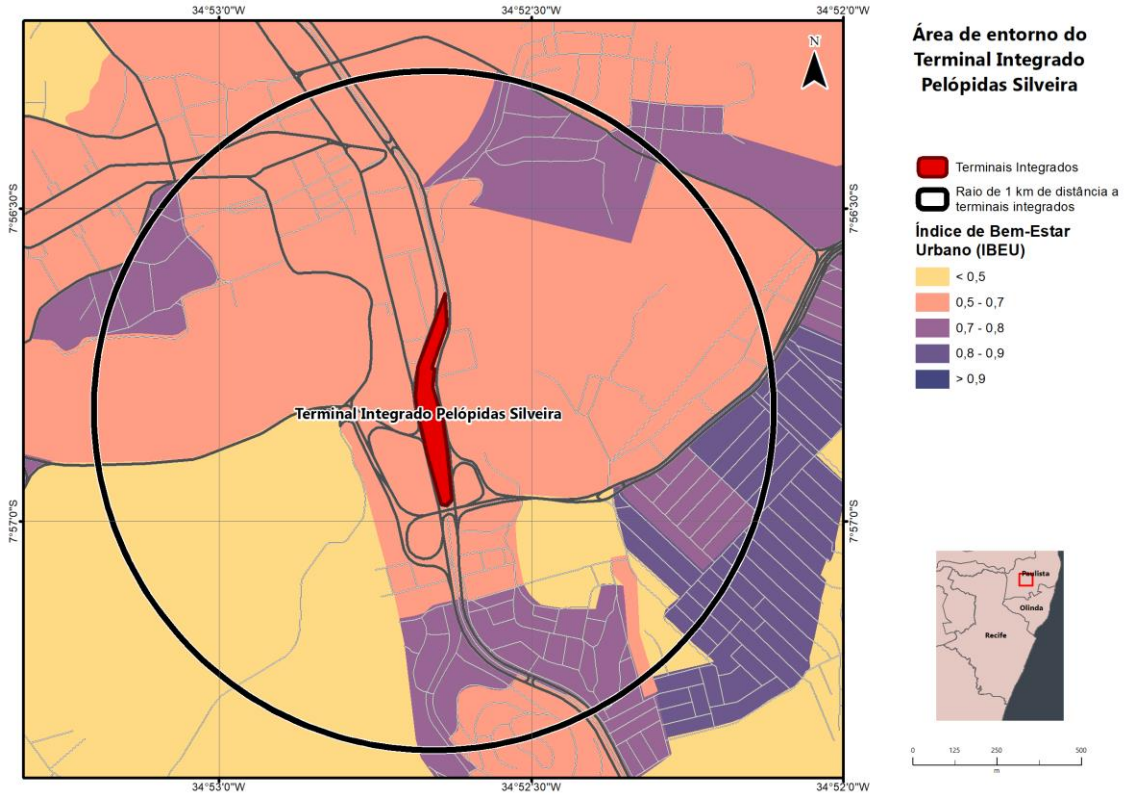 34°53'0"W
34°52'30"W
34°52'0"W
7°56'30"S
7°57'0"S
7°56'30"S
7°57'0"S
34°53'0"W
34°52'30"W
34°52'0"W
N
Terminal Integrado Pelópidas Silveira
Área de entorno do
Terminal Integrado
Pelópidas Silveira
Terminais Integrados
Raio de 1 km de distância a
terminais integrados
Índice de Bem-Estar
Urbano (IBEU)
< 0,5
0,5 - 0,7
0,7 - 0,8
0,8 - 0,9
> 0,9
Paulista
Olinda
Recife
0 125 250 500
m